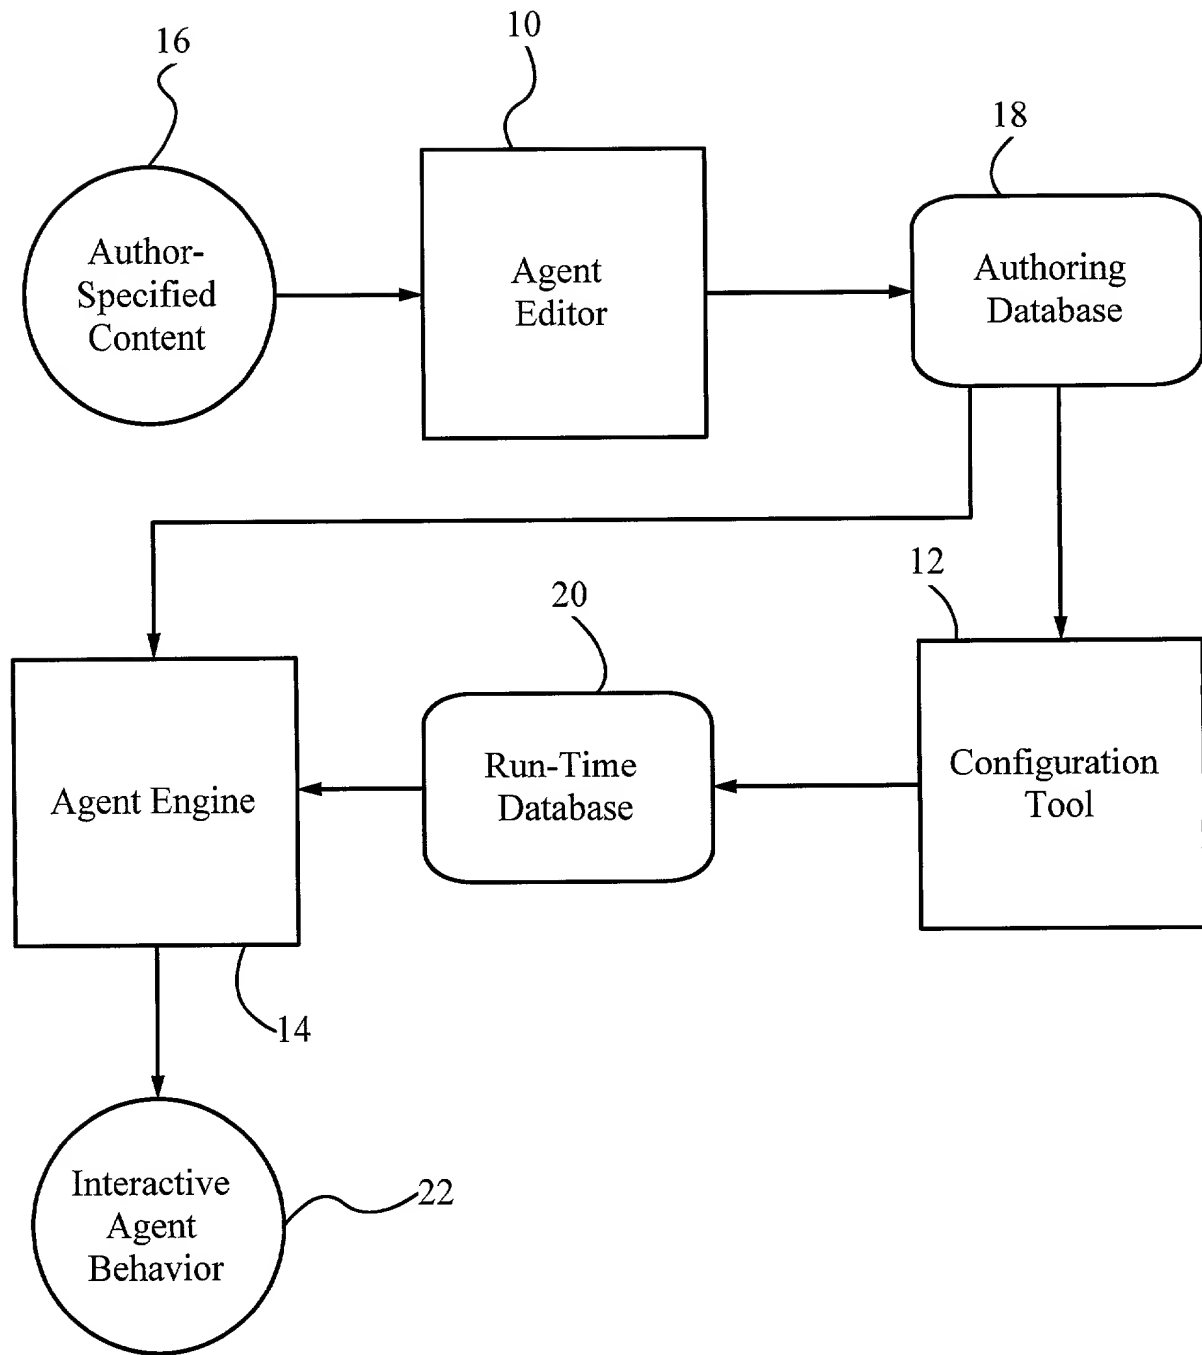 16
10
18
Author-
Specified
Content
Agent
Editor
Authoring
Database
12
20
Agent Engine
Run-Time
Database
Configuration
Tool
14
Interactive
Agent
Behavior
22